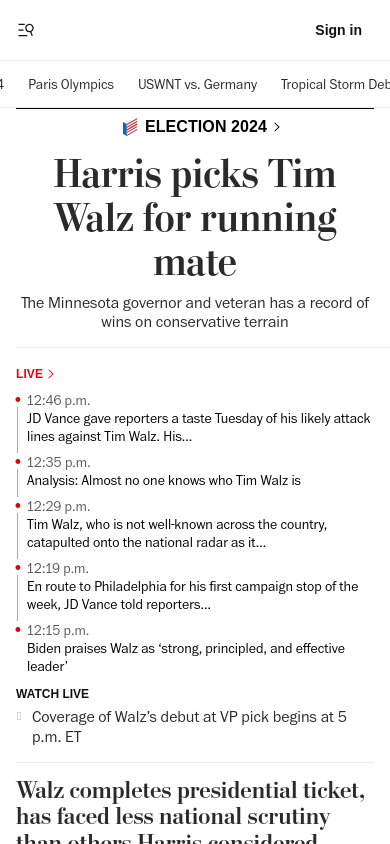 Sign in
4 Paris Olympics USWNT vs. Germany Tropical Storm Deb
ELECTION 2024
Harris picks Tim
Walz for running
mate
The Minnesota governor and veteran has a record of
wins on conservative terrain
LIVE
12:46 p.m.
JD Vance gave reporters a taste Tuesday of his likely attack
lines against Tim Walz. His...
12:35 p.m.
Analysis: Almost no one knows who Tim Walz is
12:29 p.m.
Tim Walz, who is not well-known across the country,
catapulted onto the national radar as it...
12:19 p.m.
En route to Philadelphia for his first campaign stop of the
week, JD Vance told reporters...
12:15 p.m.
Biden praises Walz as ‘strong, principled, and effective
leader’
WATCH LIVE
Coverage of Walz’s debut at VP pick begins at 5
p.m. ET
Walz completes presidential ticket,
has faced less national scrutiny
than others Harris considered